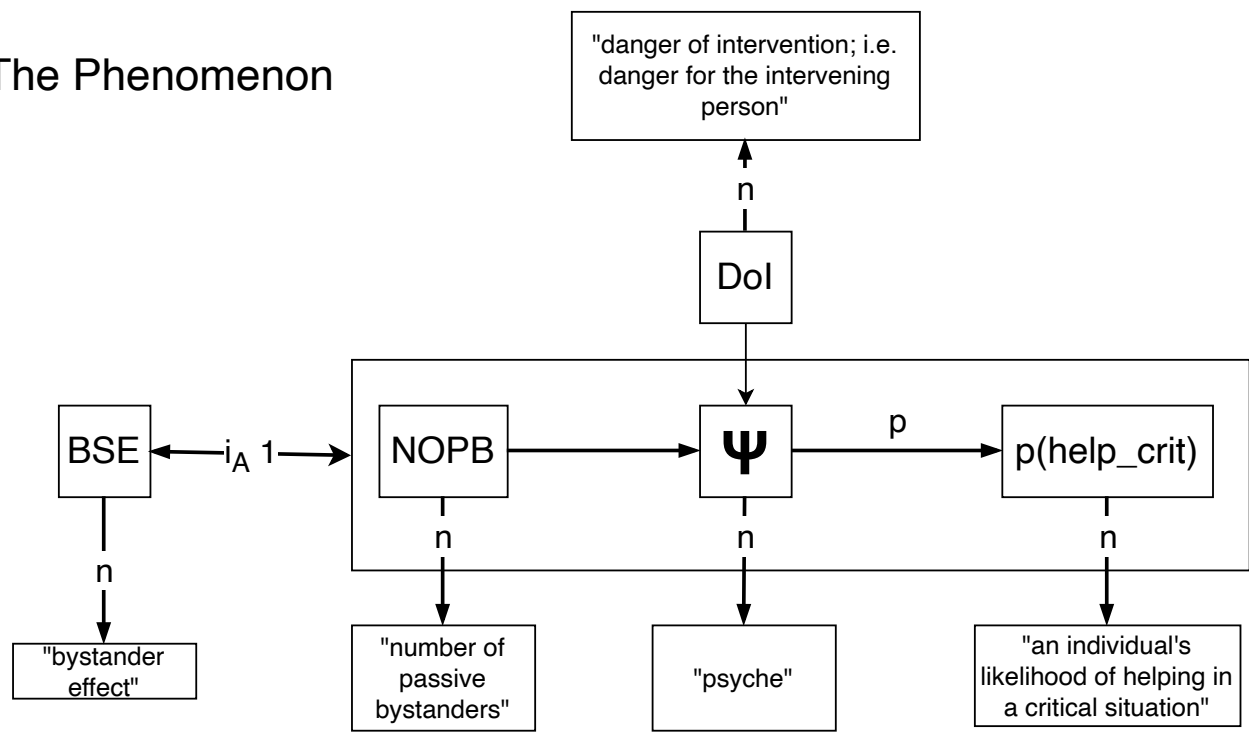 The Phenomenon
"danger of intervention; i.e.
danger for the intervening
person"
n
DoI
BSE
i_A 1
NOPB
Ψ
p
p(help_crit)
n
n
n
n
"bystander
effect"
"number of
passive
bystanders"
"psyche"
"an individual's
likelihood of helping in
a critical situation"